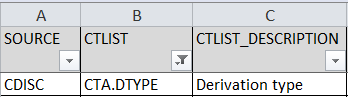 A B C
SOURCE CTLIST CTLIST_DESCRIPTION
CDISC CTA.DTYPE Derivation type